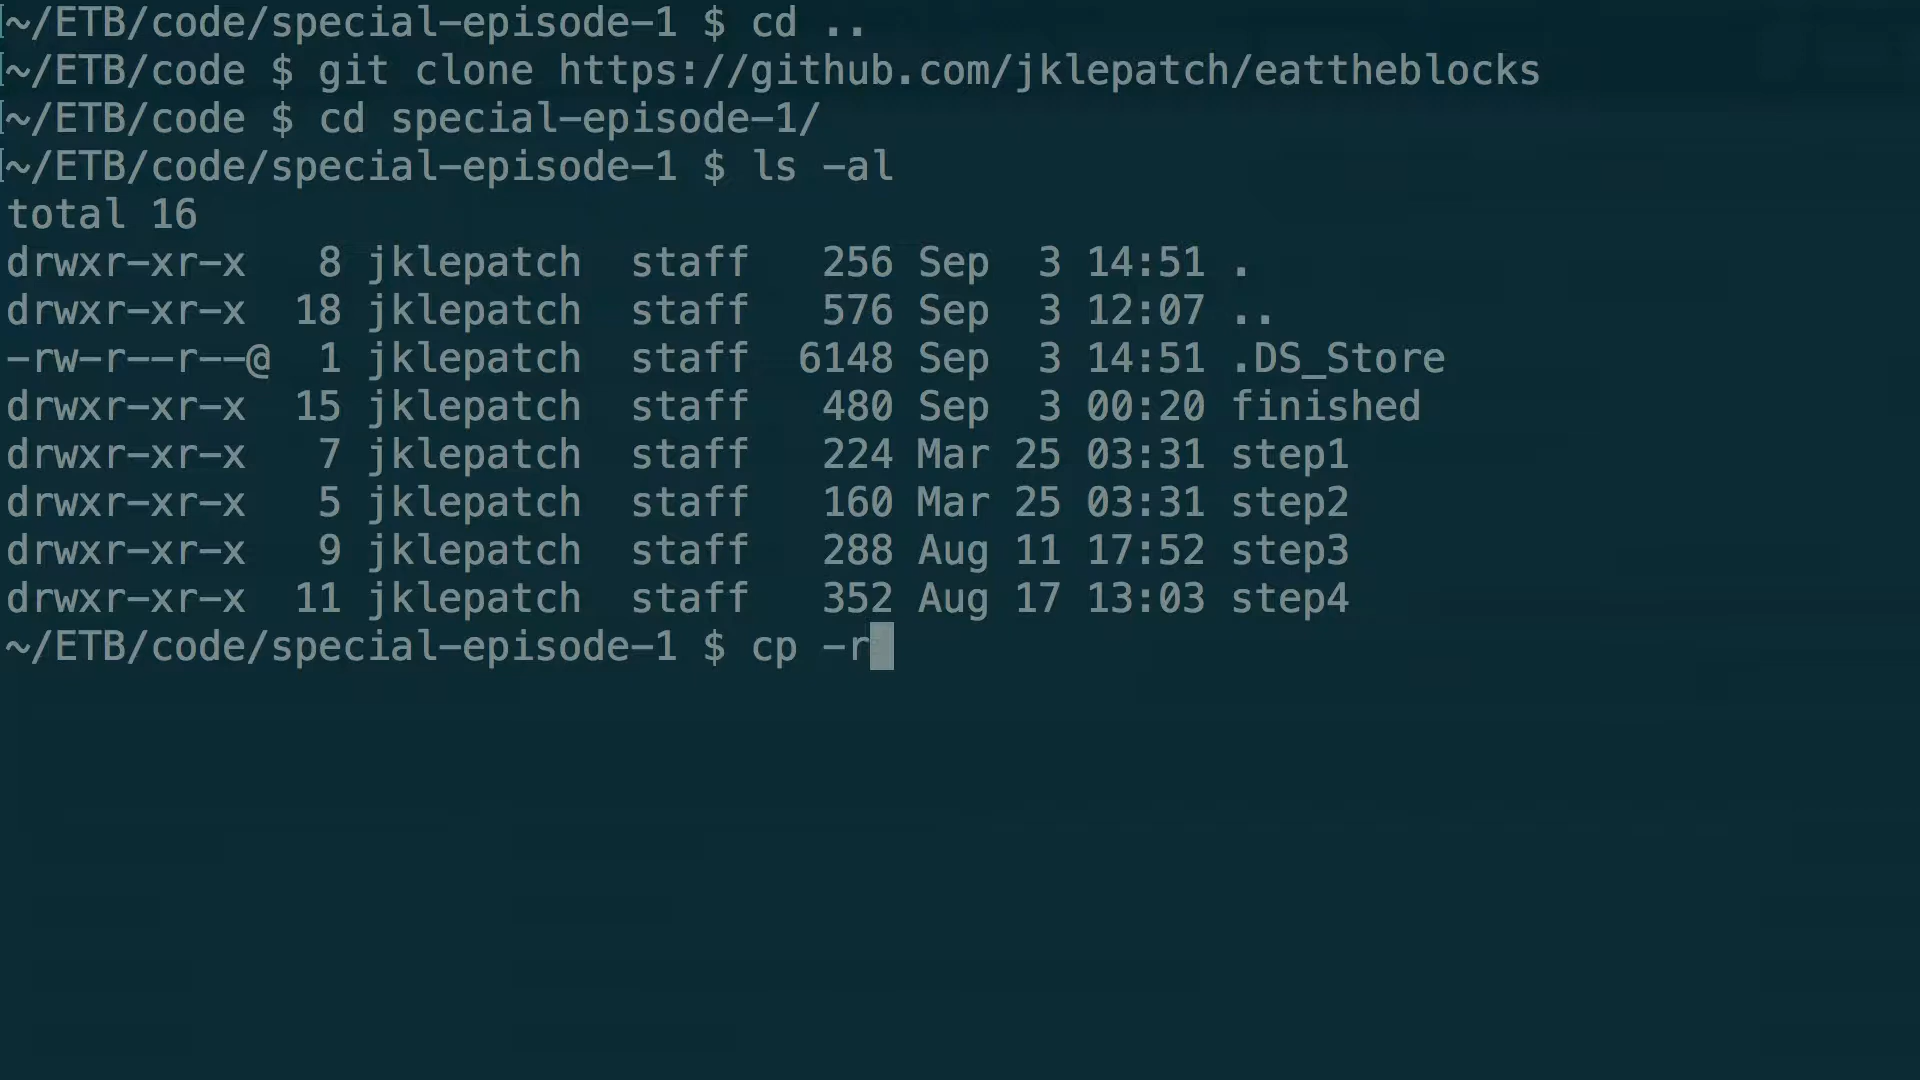 ~/ETB/code/special-episode-1 $ cd ..
~/ETB/code $ git clone https://github.com/jklepatch/eattheblocks
~/ETB/code $ cd special-episode-1/
~/ETB/code/special-episode-1 $ ls -al
total 16
drwxr-xr-x   8 jklepatch  staff   256 Sep  3 14:51 .
drwxr-xr-x  18 jklepatch  staff   576 Sep  3 12:07 ..
-rw-r--r--@  1 jklepatch  staff  6148 Sep  3 14:51 .DS_Store
drwxr-xr-x  15 jklepatch  staff   480 Sep  3 00:20 finished
drwxr-xr-x   7 jklepatch  staff   224 Mar 25 03:31 step1
drwxr-xr-x   5 jklepatch  staff   160 Mar 25 03:31 step2
drwxr-xr-x   9 jklepatch  staff   288 Aug 11 17:52 step3
drwxr-xr-x  11 jklepatch  staff   352 Aug 17 13:03 step4
~/ETB/code/special-episode-1 $ cp -r